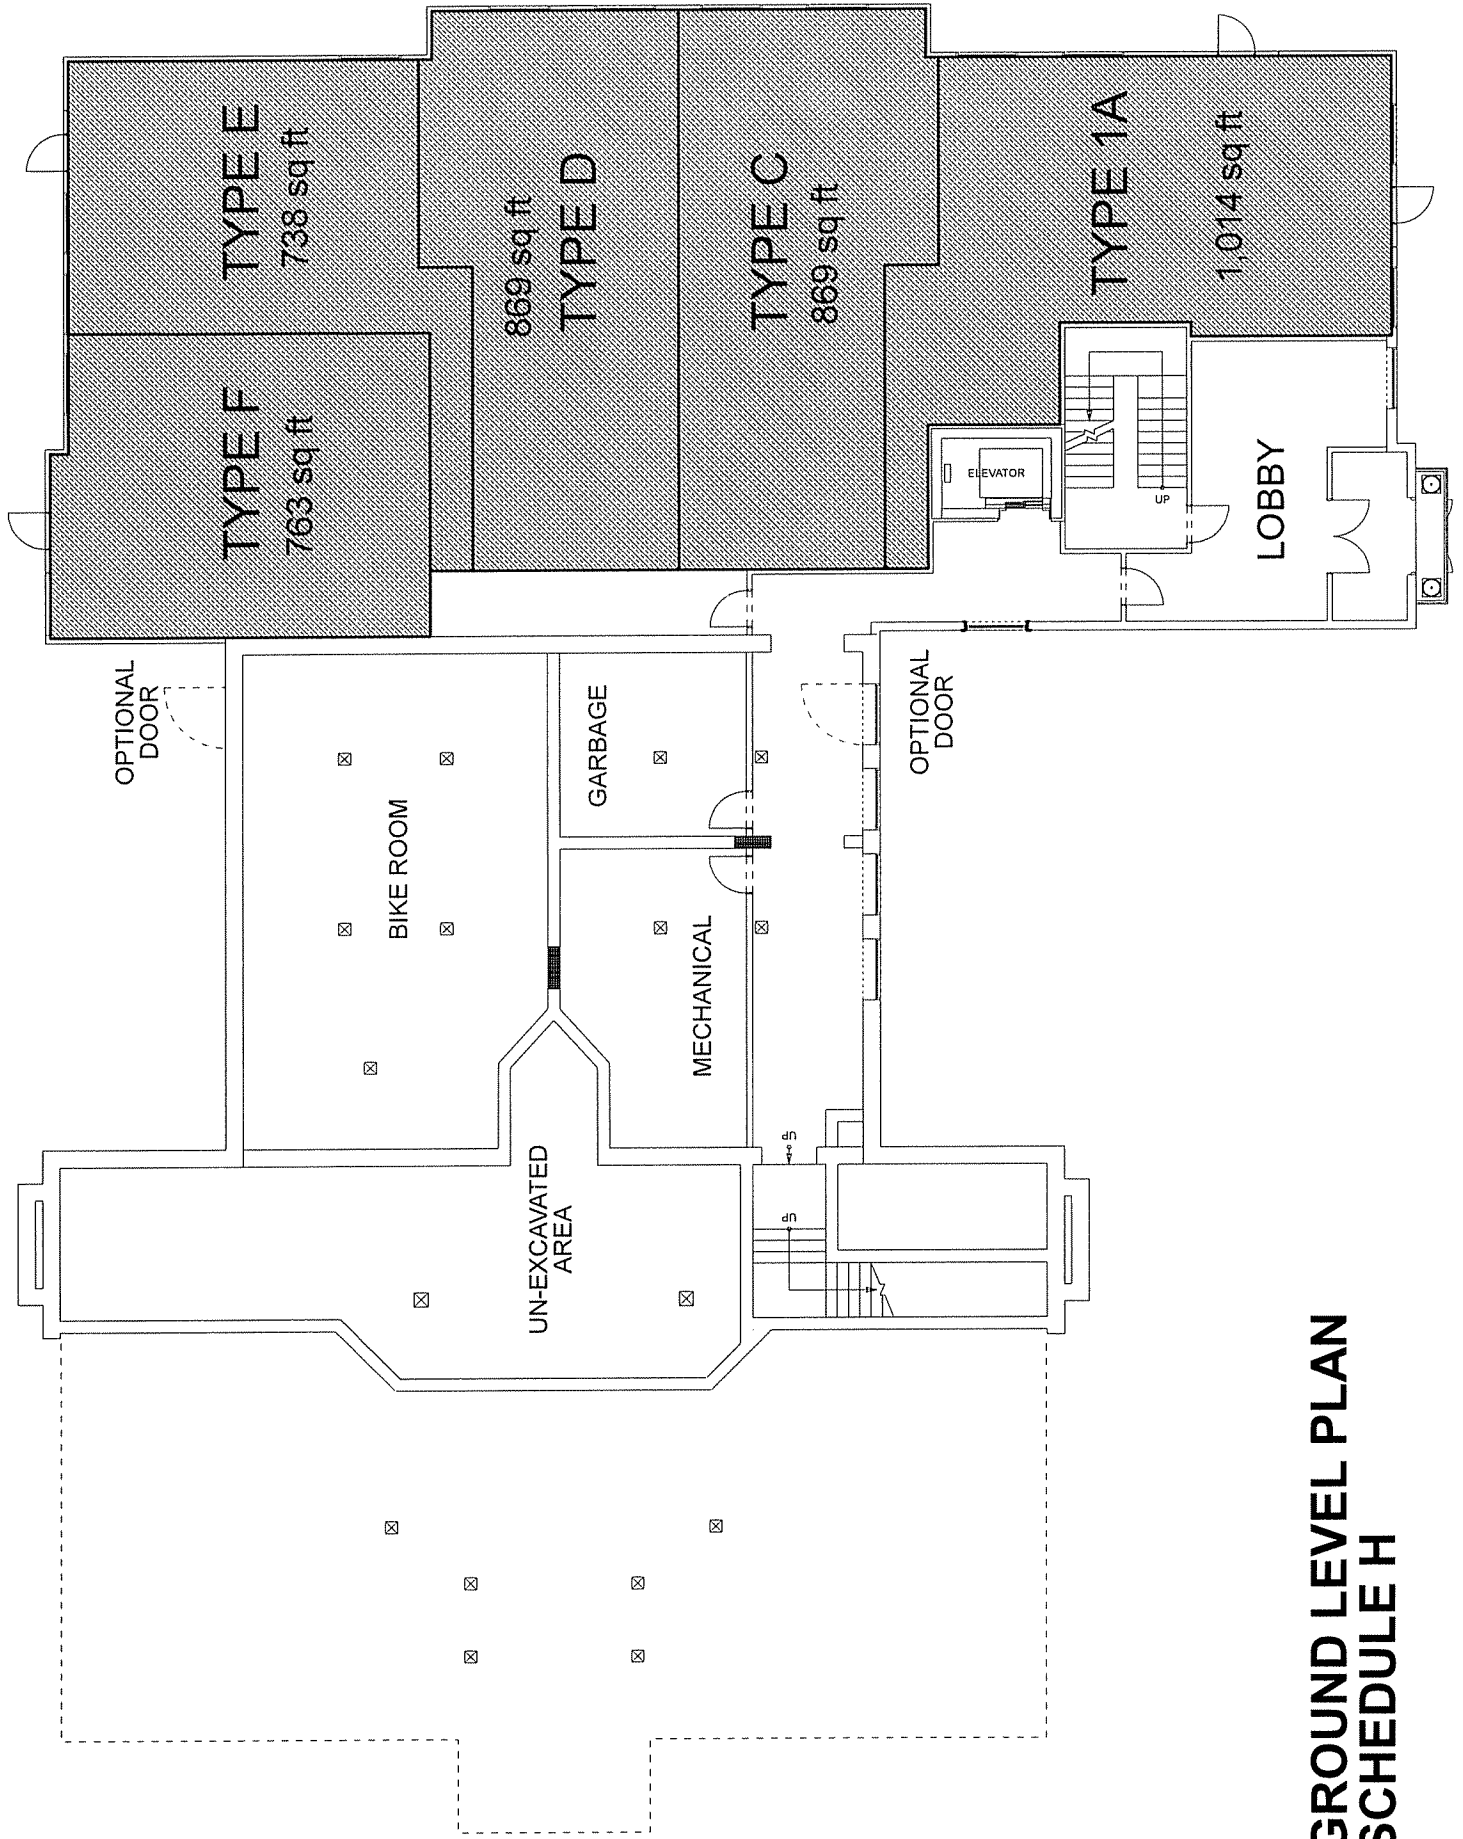 TYPE F
763 sq ft
TYPE E
738 sq ft
869 sq ft
TYPE D
TYPE C
869 sq ft
TYPE 1A
1,014 sq ft
ELEVATOR
UP
LOBBY
OPTIONAL
DOOR
BIKE ROOM
GARBAGE
MECHANICAL
OPTIONAL
DOOR
UN-EXCAVATED
AREA
UP
UP
GROUND LEVEL PLAN
SCHEDULE H